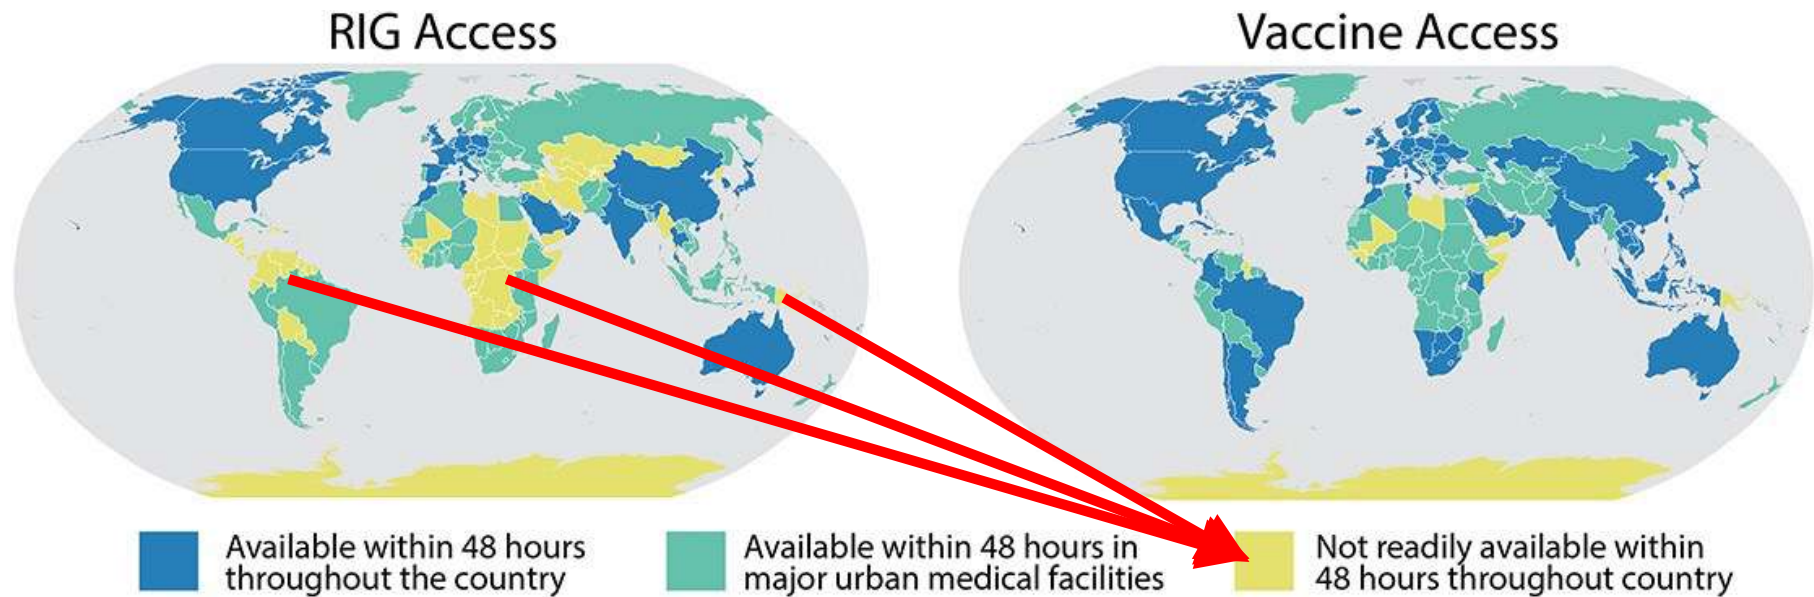 RIG Access
Vaccine Access
Available within 48 hours
throughout the country
Available within 48 hours in
major urban medical facilities
Not readily available within
48 hours throughout country